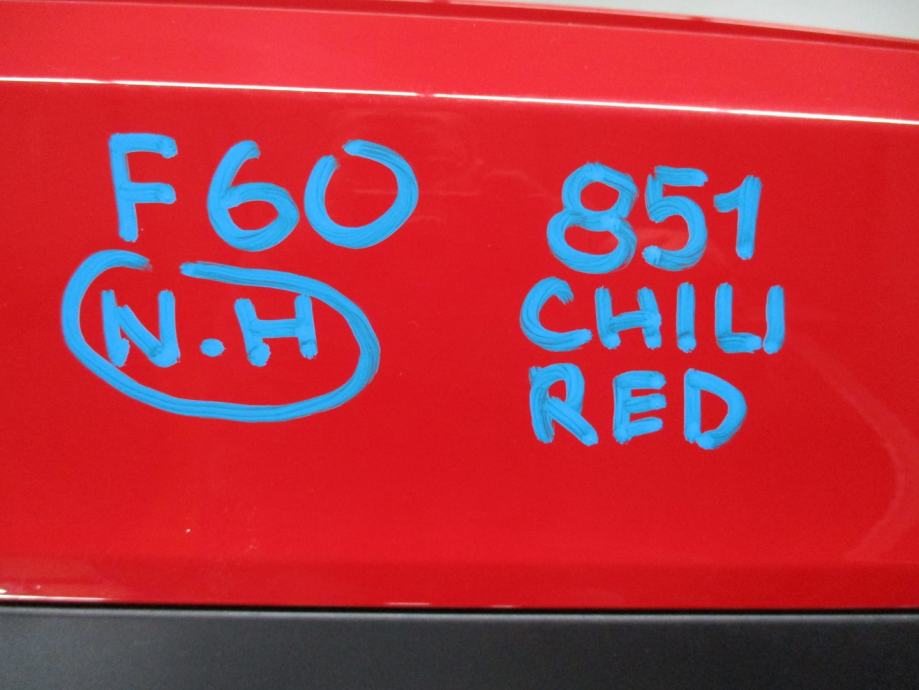 F60
N.H
851
CHILI
RED